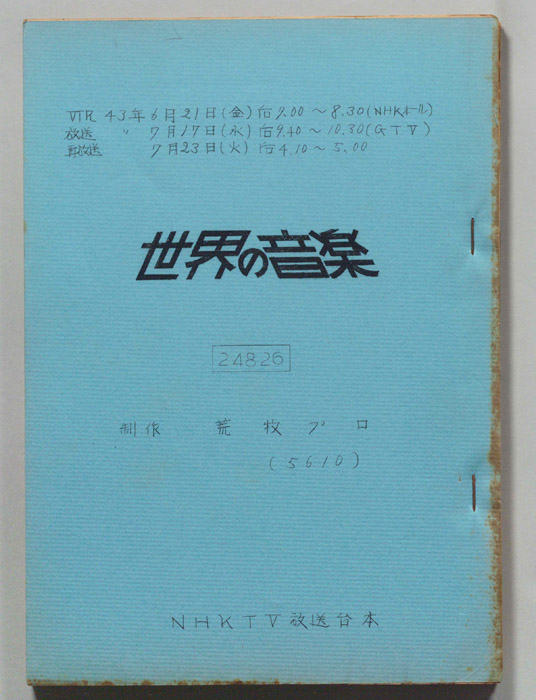 VTR 43年6月21日(金)后7.00～8.30(NHKホール)
放送 〃 7月17日(水)后9.40～10.30(GTV)
再放送 7月23日(火)后4.10～5.00
世界の音楽
24826
制作 荒牧プロ
(5610)
NHKTV放送台本